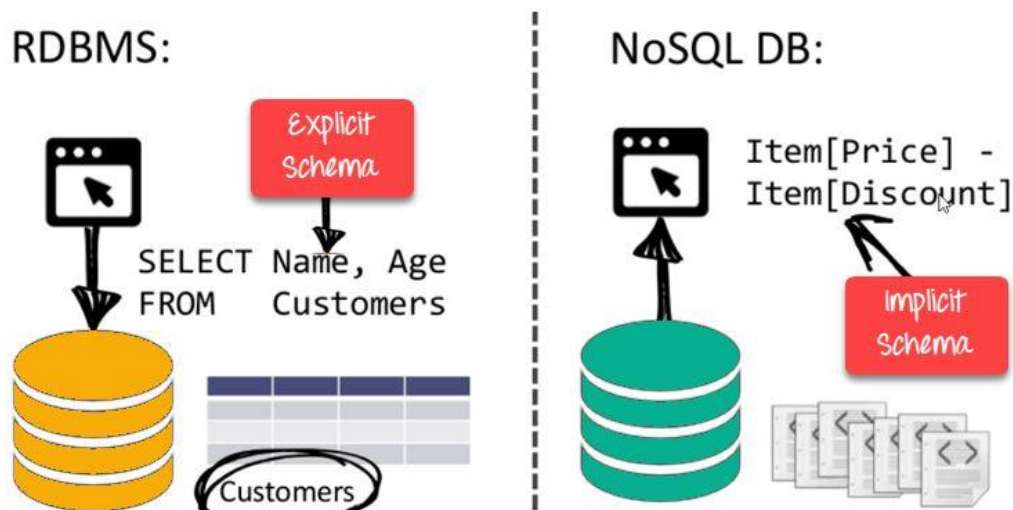 RDBMS:
Explicit
Schema
SELECT Name, Age
FROM Customers
Customers
NoSQL DB:
Item[Price] -
Item[Discount]
Implicit
Schema